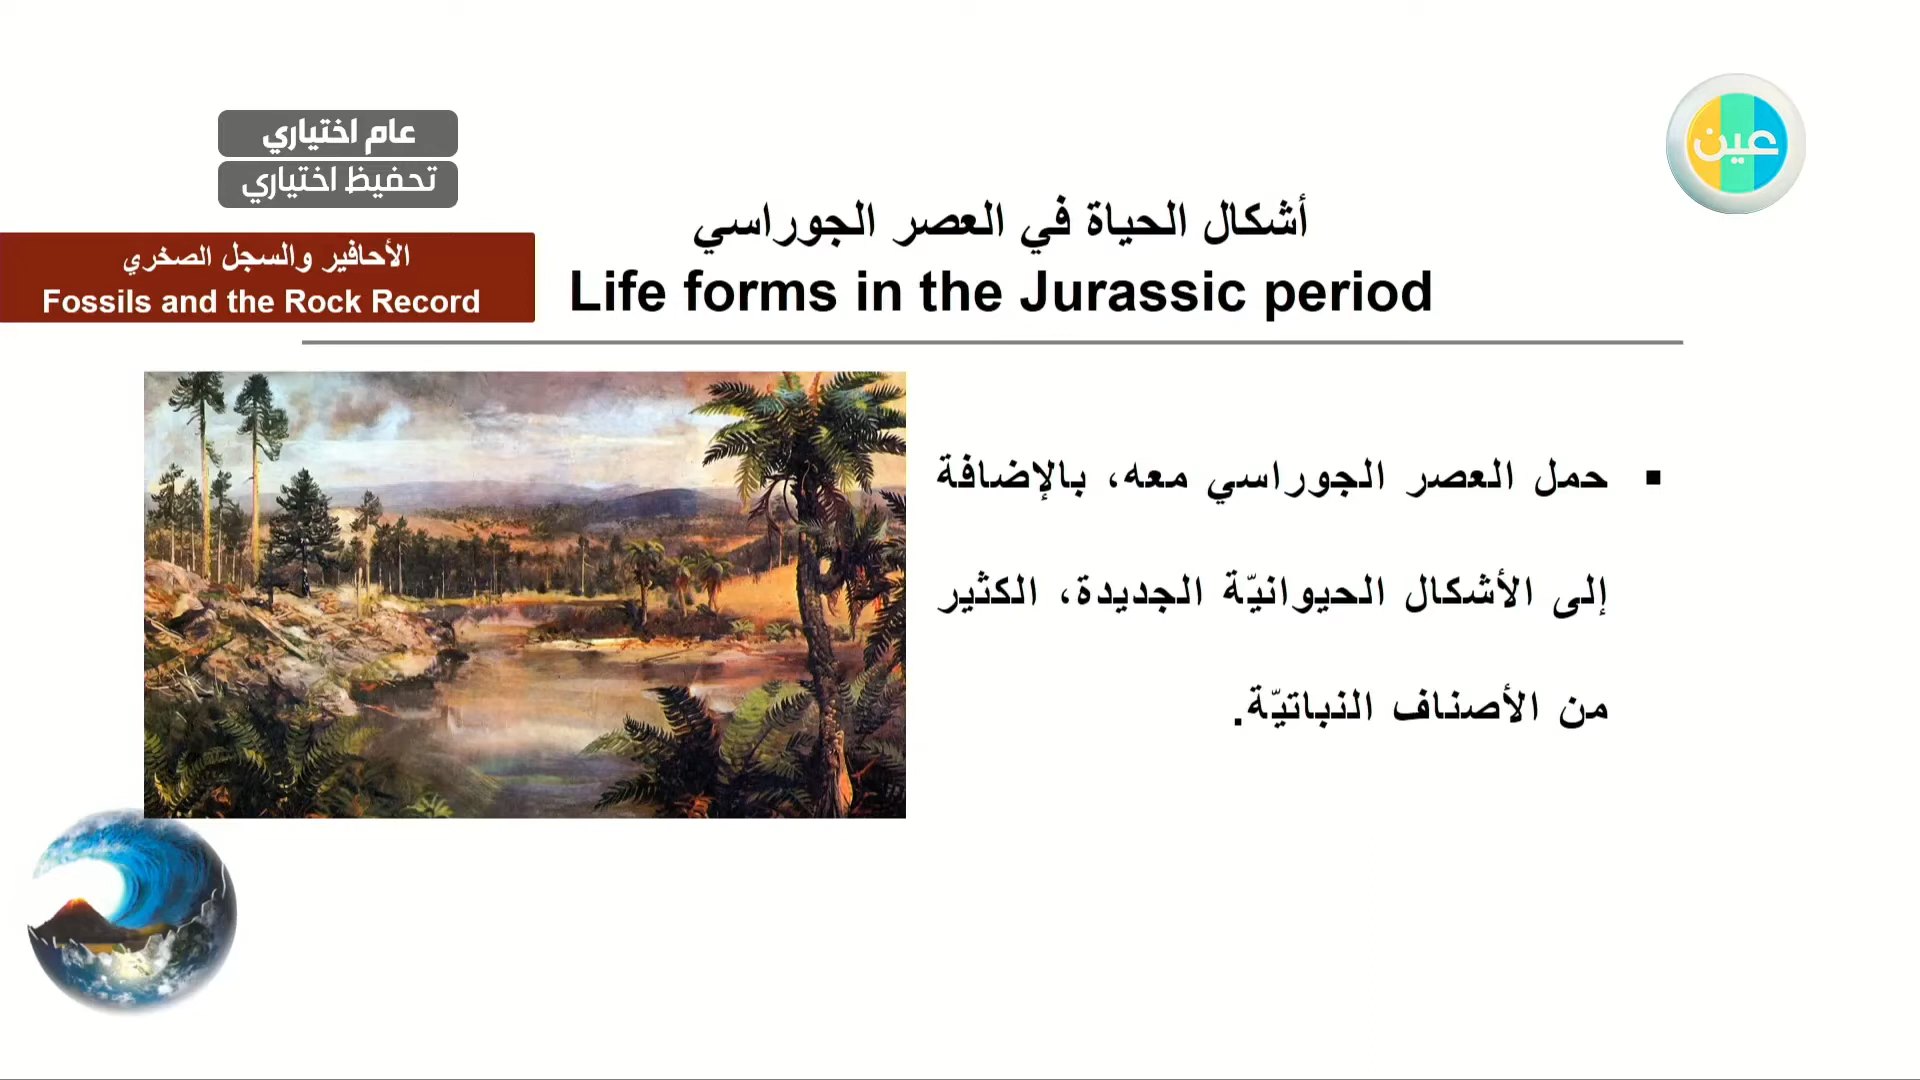 عام اختياري
تحفيظ اختياري
عين
الأحافير والسجل الصخري
Fossils and the Rock Record
أشكال الحياة في العصر الجوراسي
Life forms in the Jurassic period
▪ حمل العصر الجوراسي معه، بالإضافة
إلى الأشكال الحيوانيّة الجديدة، الكثير
من الأصناف النباتيّة.